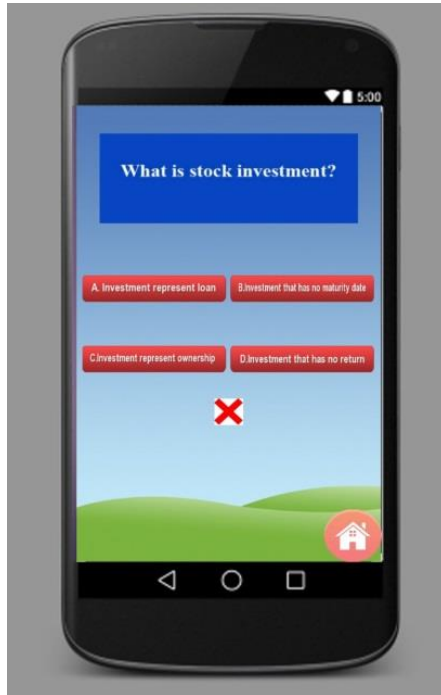 5:00
What is stock investment?
A. Investment represent loan
B.Investment that has no maturity date
C.Investment represent ownership
D.Investment that has no return